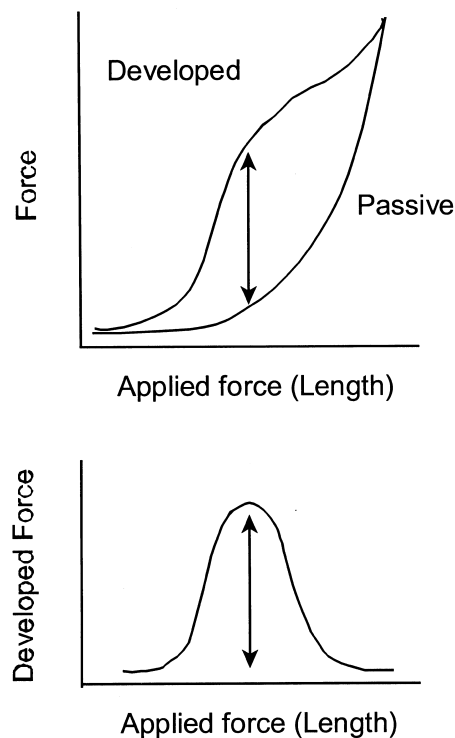 Developed
Force
Passive
Applied force (Length)
Developed Force
Applied force (Length)